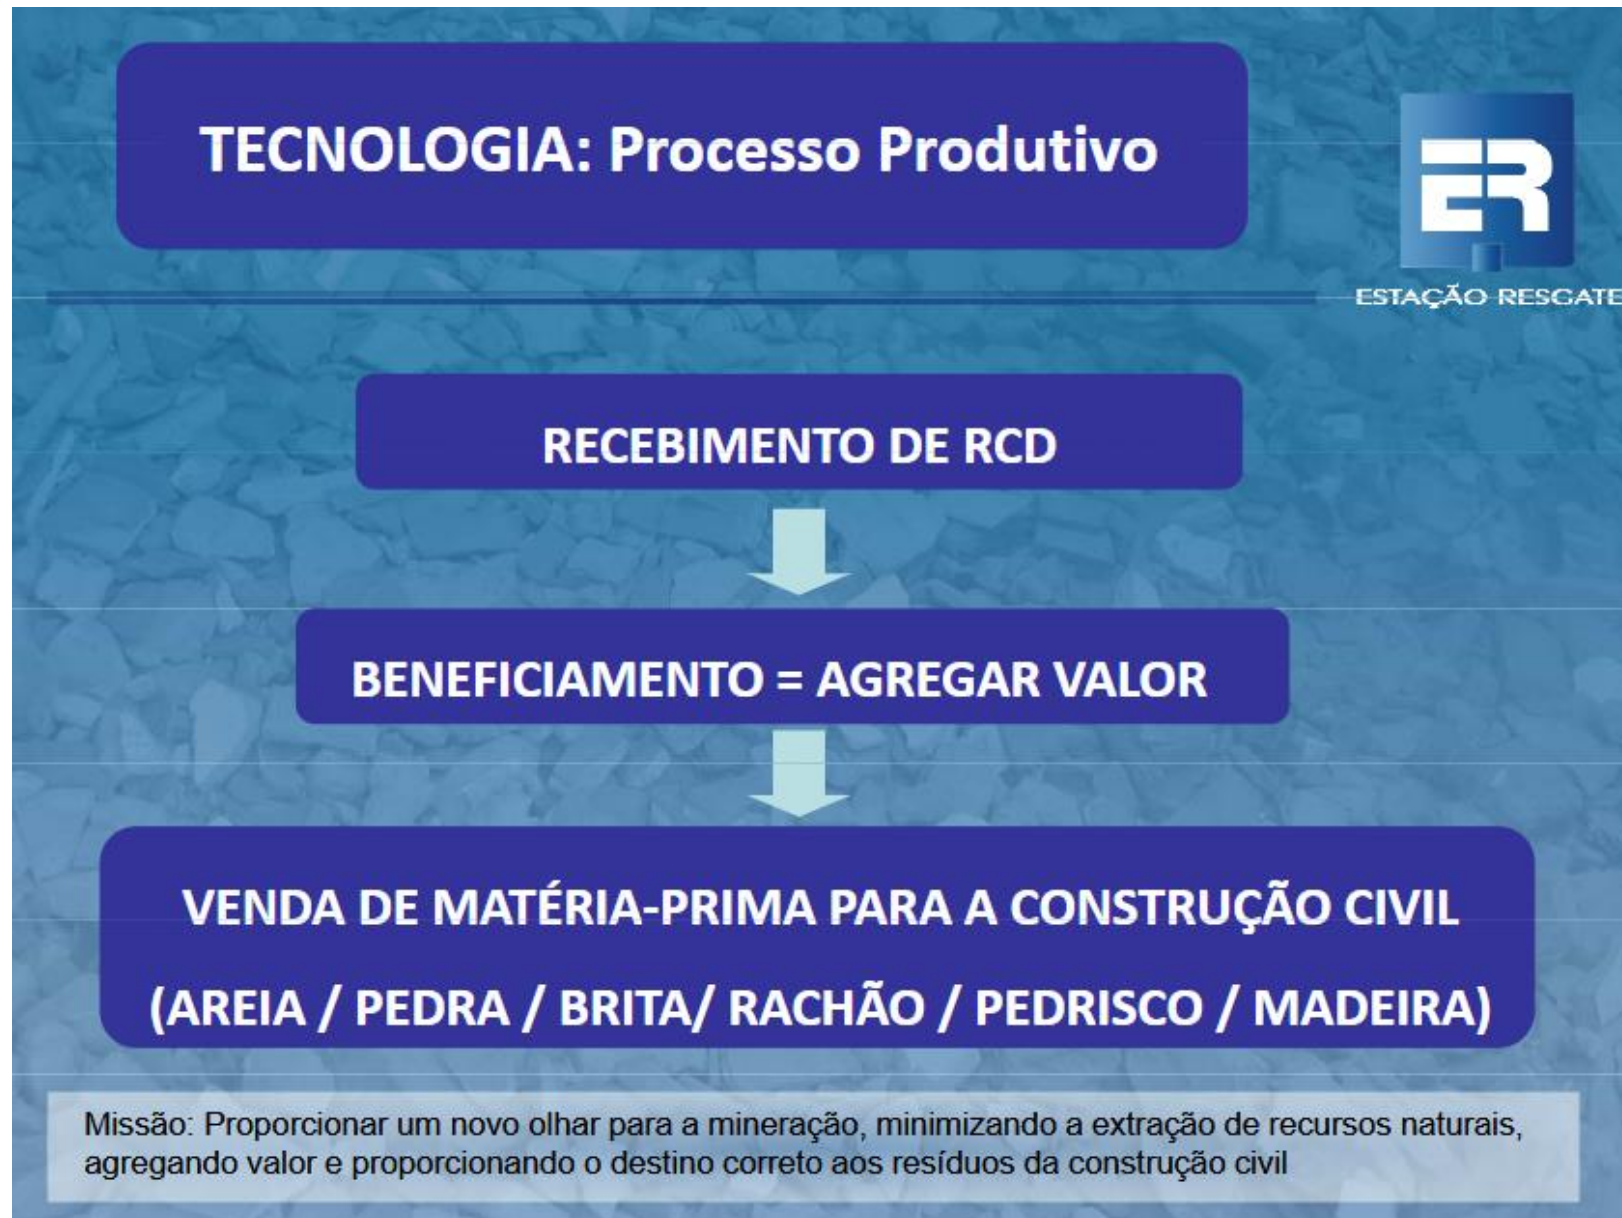 TECNOLOGIA: Processo Produtivo
ER
ESTAÇÃO RESGATE
RECEBIMENTO DE RCD
BENEFICIAMENTO = AGREGAR VALOR
VENDA DE MATÉRIA-PRIMA PARA A CONSTRUÇÃO CIVIL
(AREIA / PEDRA / BRITA/ RACHÃO / PEDRISCO / MADEIRA)
Missão: Proporcionar um novo olhar para a mineração, minimizando a extração de recursos naturais,
agregando valor e proporcionando o destino correto aos resíduos da construção civil